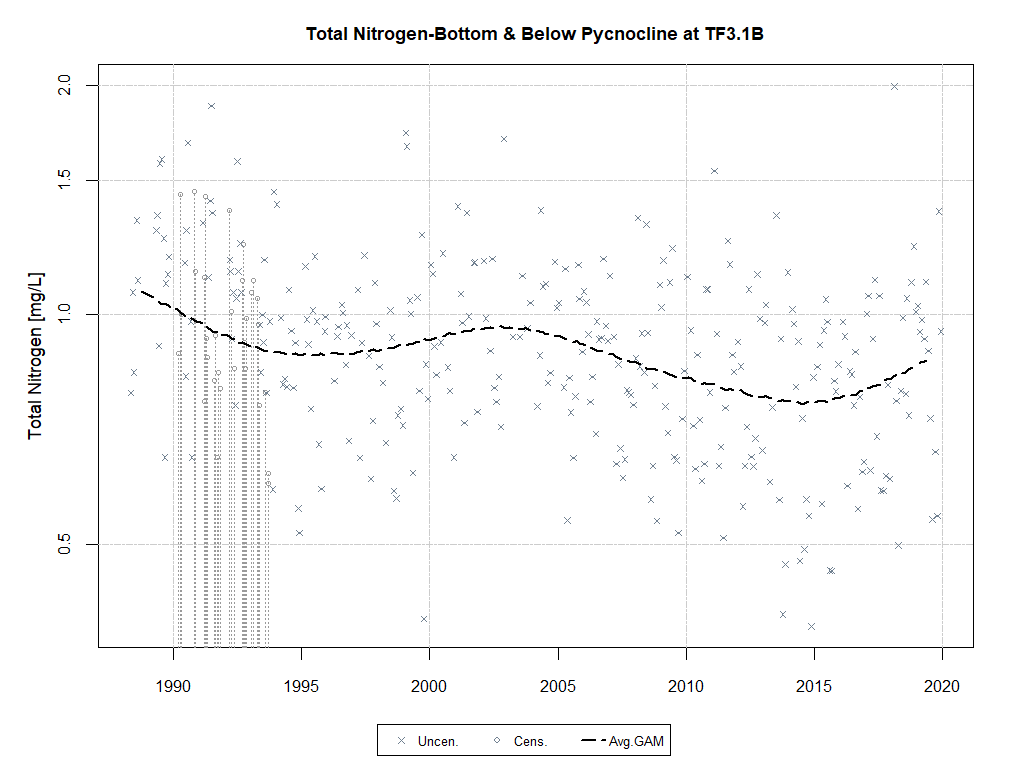 Total Nitrogen-Bottom & Below Pycnocline at TF3.1B
Total Nitrogen [mg/L]
2.0
1.5
1.0
0.5
1990 1995 2000 2005 2010 2015 2020
Uncen. Cens. Avg.GAM